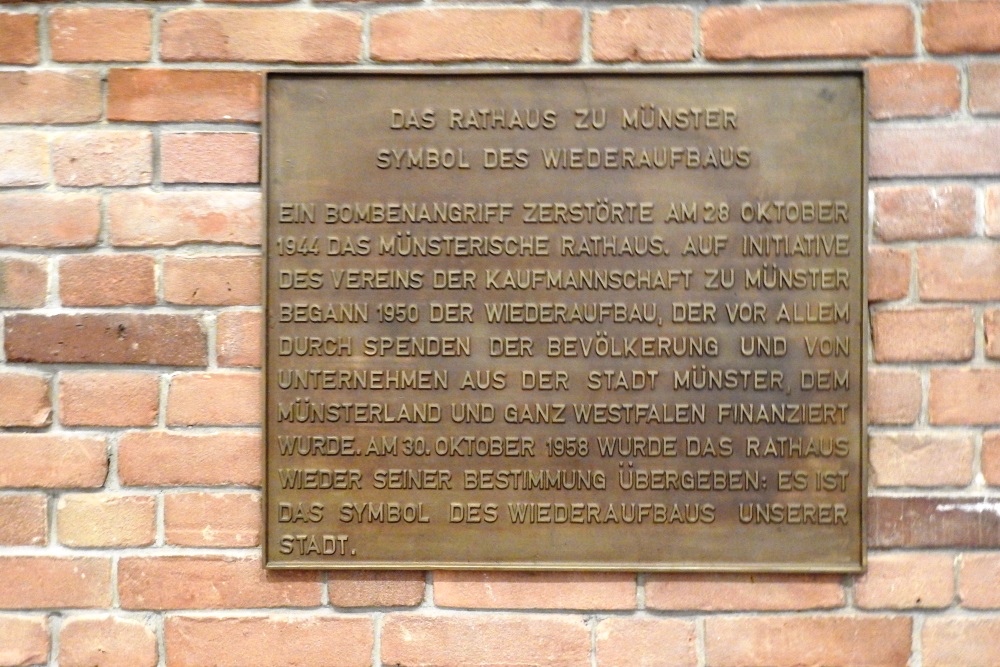 DAS RATHAUS ZU MÜNSTER
SYMBOL DES WIEDERAUFBAUS
EIN BOMBENANGRIFF ZERSTÖRTE AM 28 OKTOBER
1944 DAS MÜNSTERISCHE RATHAUS. AUF INITIATIVE
DES VEREINS DER KAUFMANNSCHAFT ZU MÜNSTER
BEGANN 1950 DER WIEDERAUFBAU, DER VOR ALLEM
DURCH SPENDEN DER BEVÖLKERUNG UND VON
UNTERNEHMEN AUS DER STADT MÜNSTER, DEM
MÜNSTERLAND UND GANZ WESTFALEN FINANZIERT
WURDE. AM 30. OKTOBER 1958 WURDE DAS RATHAUS
WIEDER SEINER BESTIMMUNG ÜBERGEBEN: ES IST
DAS SYMBOL DES WIEDERAUFBAUS UNSERER
STADT.